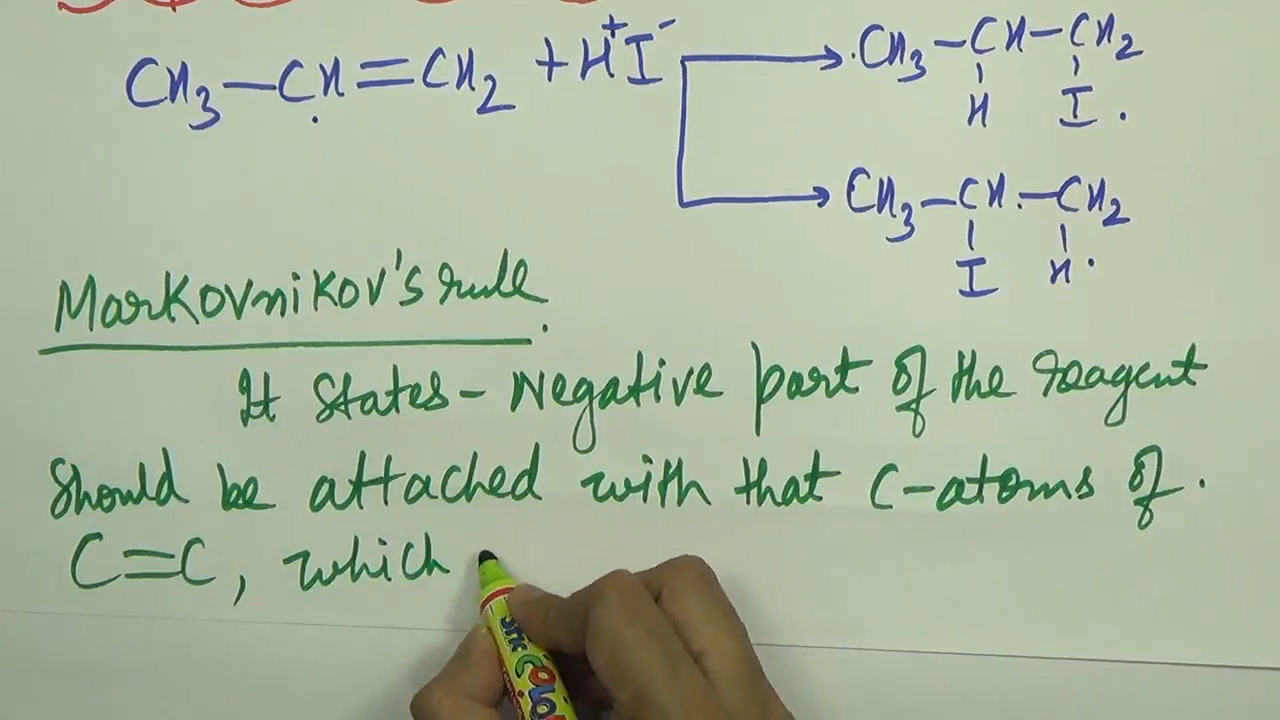 CH3—CH=CH2 + H+I-
CH3—CH—CH2
H I
CH3—CH—CH2
I H
Markovnikov's rule.
It States - Negative part of the reagent
should be attached with that C-atoms of
C=C, which